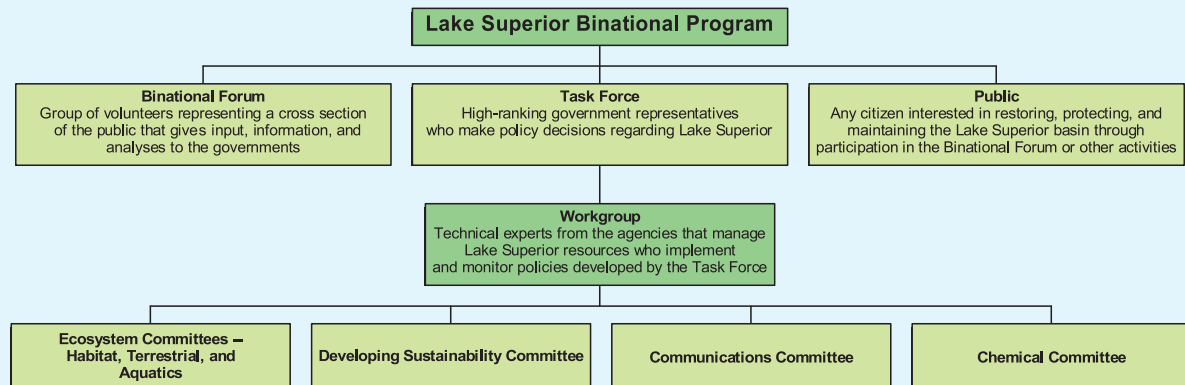 Lake Superior Binational Program
Binational Forum
Group of volunteers representing a cross section
of the public that gives input, information, and
analyses to the governments
Task Force
High-ranking government representatives
who make policy decisions regarding Lake Superior
Public
Any citizen interested in restoring, protecting, and
maintaining the Lake Superior basin through
participation in the Binational Forum or other activities
Workgroup
Technical experts from the agencies that manage
Lake Superior resources who implement
and monitor policies developed by the Task Force
Ecosystem Committees –
Habitat, Terrestrial, and
Aquatics
Developing Sustainability Committee
Communications Committee
Chemical Committee